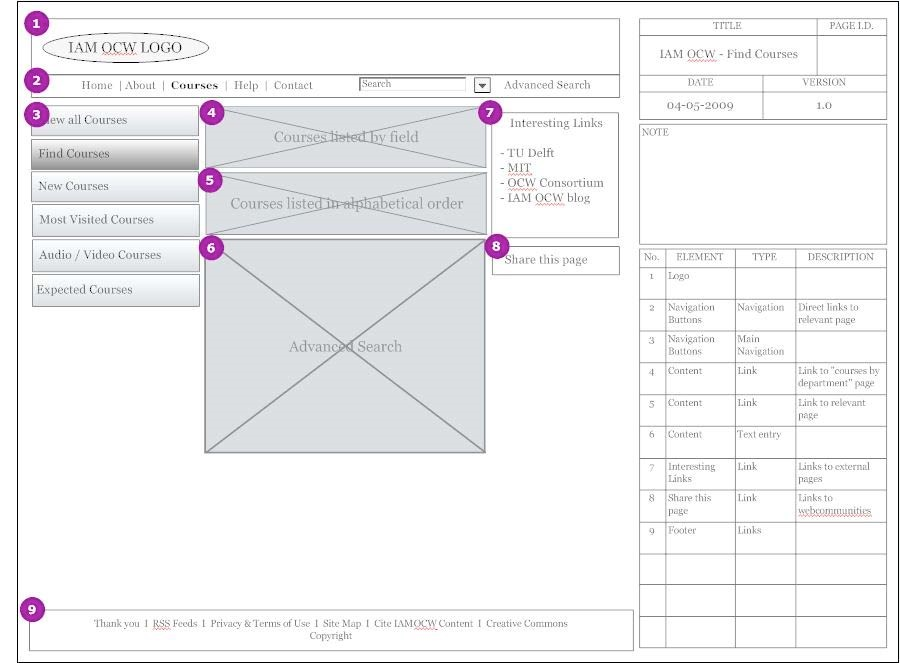 1
IAM OCW LOGO
2
Home | About | Courses | Help | Contact Search Advanced Search
3
View all Courses
Find Courses
New Courses
Most Visited Courses
Audio / Video Courses
Expected Courses
4
Courses listed by field
5
Courses listed in alphabetical order
6
Advanced Search
7
Interesting Links
- TU Delft
- MIT
- OCW Consortium
- IAM OCW blog
8
Share this page
9
Thank you I RSS Feeds I Privacy & Terms of Use I Site Map I Cite IAMOCW Content I Creative Commons
Copyright
TITLE PAGE I.D.
IAM OCW - Find Courses
DATE VERSION
04-05-2009 1.0
NOTE
No. ELEMENT TYPE DESCRIPTION
1 Logo
2 Navigation Buttons Navigation Direct links to relevant page
3 Navigation Buttons Main Navigation
4 Content Link Link to "courses by department" page
5 Content Link Link to relevant page
6 Content Text entry
7 Interesting Links Link Links to external pages
8 Share this page Link Links to webcommunities
9 Footer Links